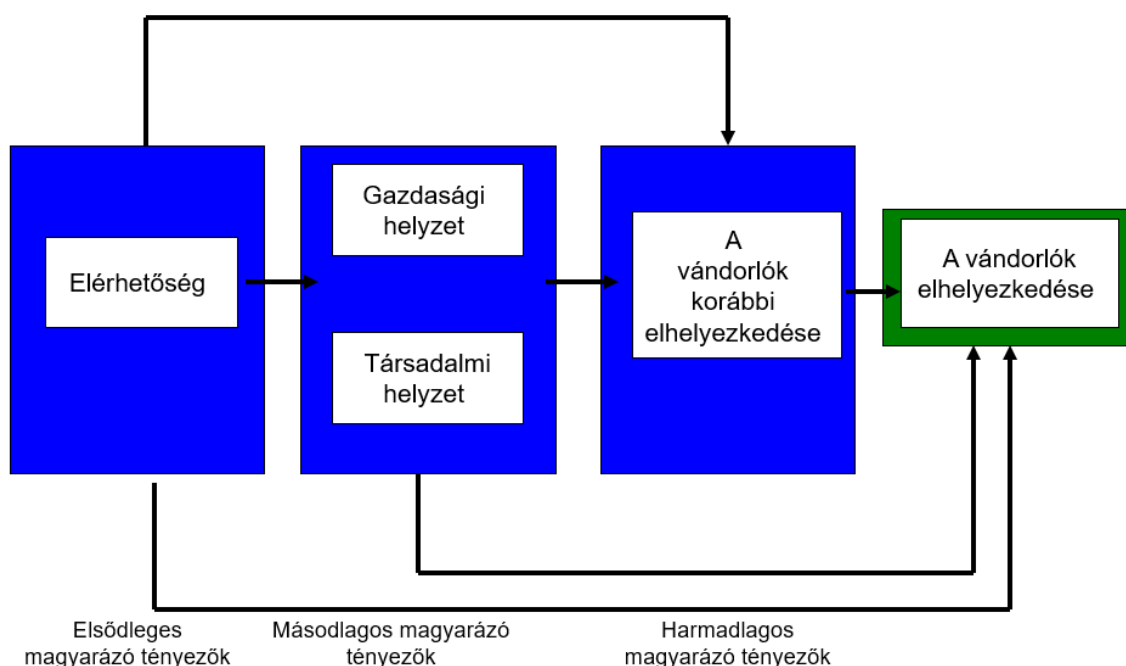 Gazdasági
helyzet
Elérhetőség
Társadalmi
helyzet
A
vándorlók
korábbi
elhelyezkedése
A vándorlók
elhelyezkedése
Elsődleges
magyarázó tényezők
Másodlagos magyarázó
tényezők
Harmadlagos
magyarázó tényezők